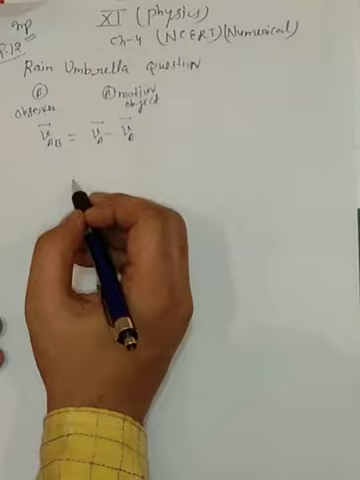 Imp XI (Physics)
P.12 Ch-4 (NCERT)(Numerical)
Rain Umbrella Question
observer motion object
V⃗AB = V⃗A - V⃗